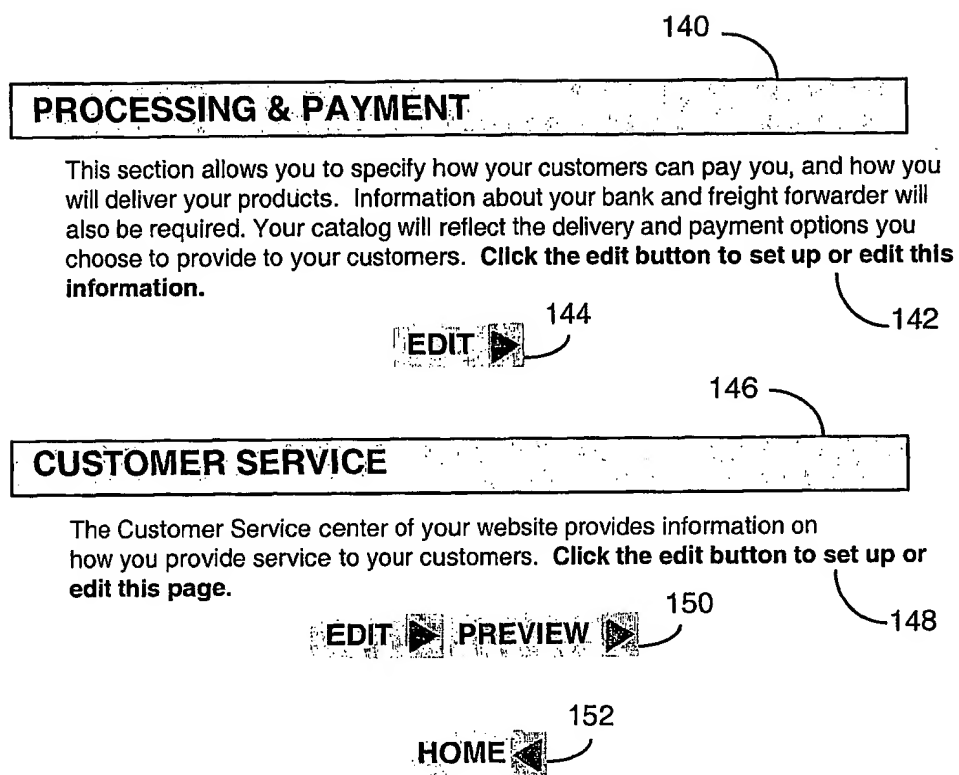 140
PROCESSING & PAYMENT
This section allows you to specify how your customers can pay you, and how you
will deliver your products. Information about your bank and freight forwarder will
also be required. Your catalog will reflect the delivery and payment options you
choose to provide to your customers. Click the edit button to set up or edit this
information.
142
144
EDIT
146
CUSTOMER SERVICE
The Customer Service center of your website provides information on
how you provide service to your customers. Click the edit button to set up or
edit this page.
148
150
EDIT PREVIEW
152
HOME